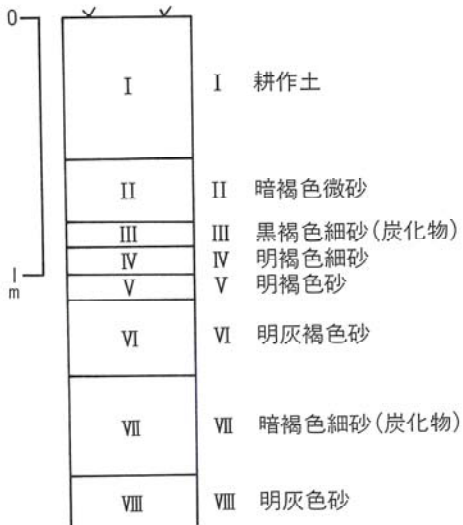 0
Ⅰ Ⅰ 耕作土
Ⅱ Ⅱ 暗褐色微砂
Ⅲ Ⅲ 黒褐色細砂(炭化物)
Ⅳ Ⅳ 明褐色細砂
1
m
Ⅴ Ⅴ 明褐色砂
Ⅵ Ⅵ 明灰褐色砂
Ⅶ Ⅶ 暗褐色細砂(炭化物)
Ⅷ Ⅷ 明灰色砂